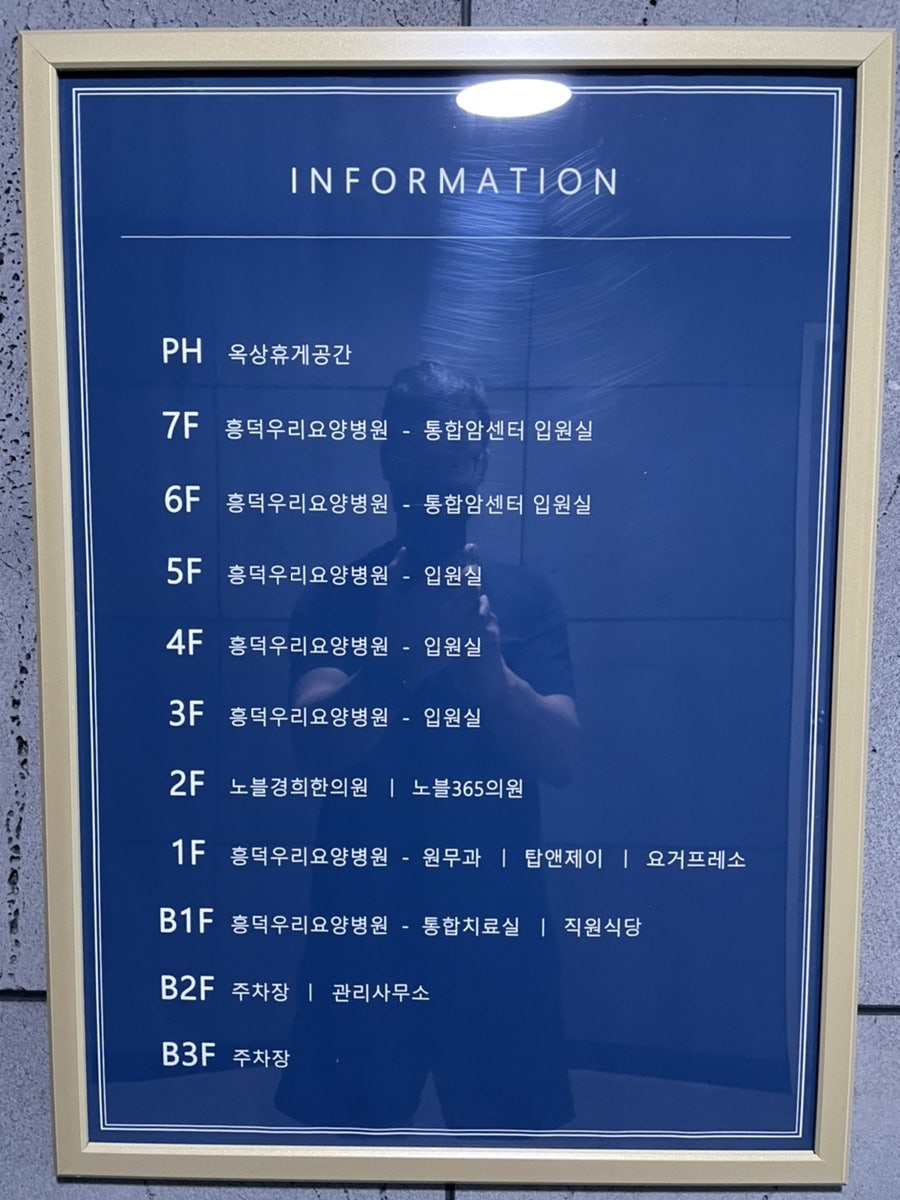 INFORMATION
PH 옥상휴게공간
7F 흥덕우리요양병원 - 통합암센터 입원실
6F 흥덕우리요양병원 - 통합암센터 입원실
5F 흥덕우리요양병원 - 입원실
4F 흥덕우리요양병원 - 입원실
3F 흥덕우리요양병원 - 입원실
2F 노블경희한의원 | 노블365의원
1F 흥덕우리요양병원 - 원무과 | 탑앤제이 | 요거프레소
B1F 흥덕우리요양병원 - 통합치료실 | 직원식당
B2F 주차장 | 관리사무소
B3F 주차장